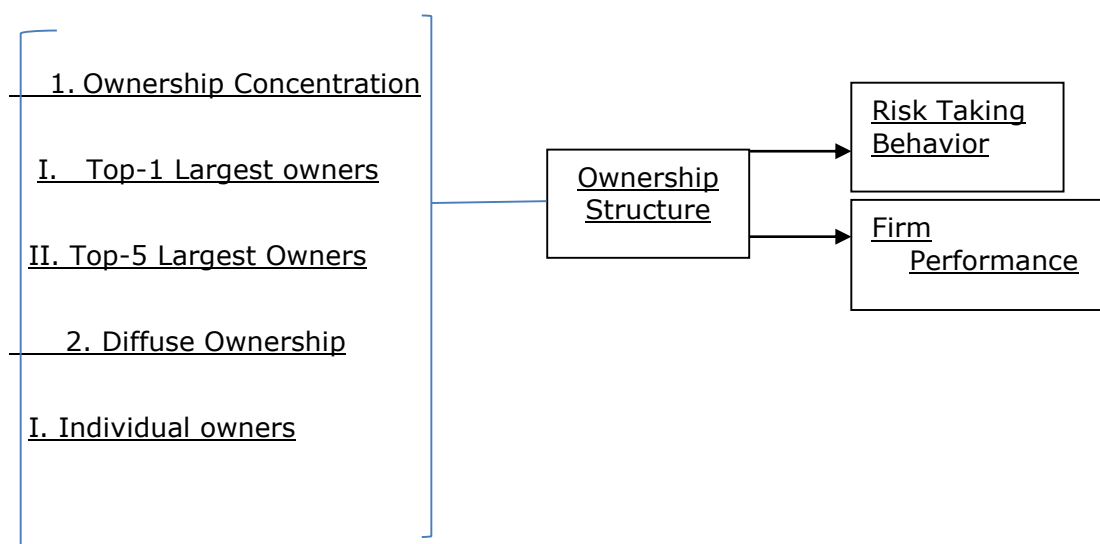 1. Ownership Concentration
I. Top-1 Largest owners
II. Top-5 Largest Owners
2. Diffuse Ownership
I. Individual owners
Ownership
Structure
Risk Taking
Behavior
Firm
Performance